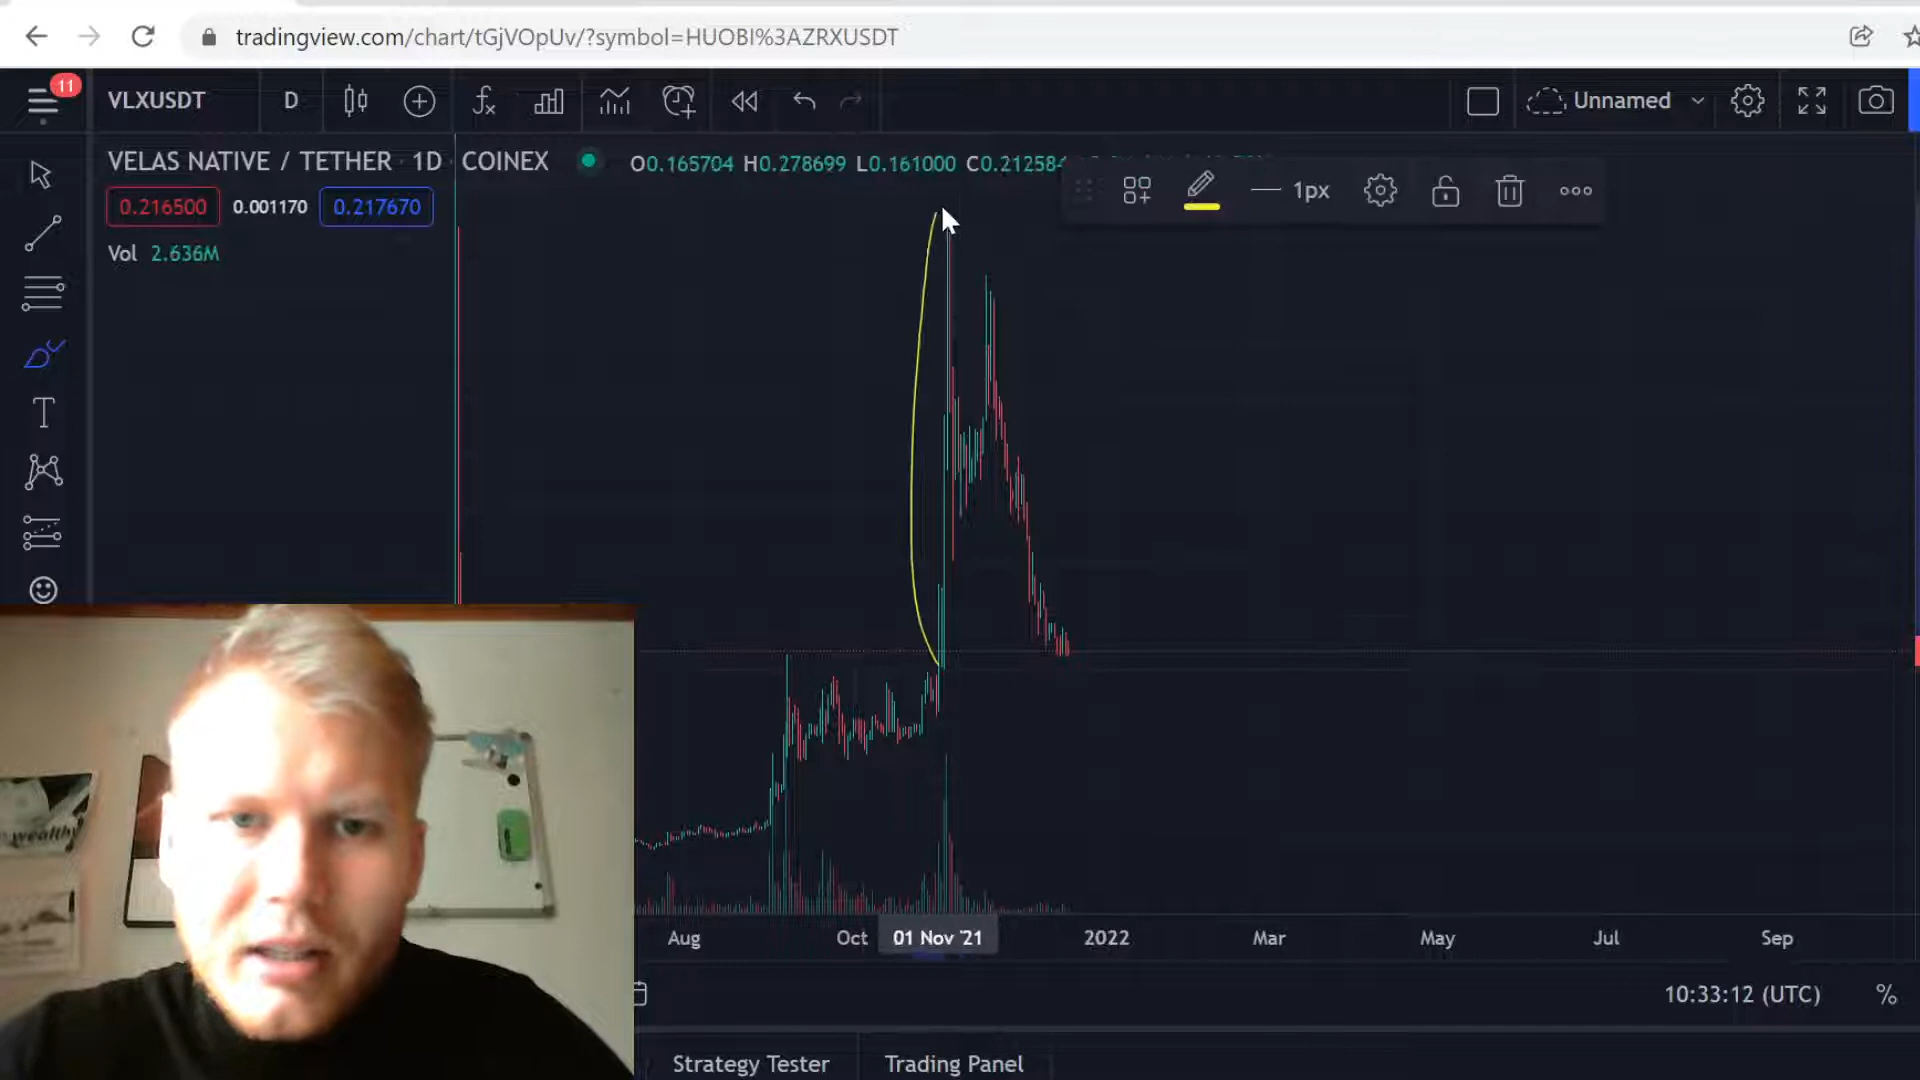 tradingview.com/chart/tGjVOpUv/?symbol=HUOBI%3AZRXUSDT
11
VLXUSDT D Unnamed
VELAS NATIVE / TETHER · 1D · COINEX O0.165704 H0.278699 L0.161000 C0.212584
1px
0.216500 0.001170 0.217670
Vol 2.636M
wealthy
Aug Oct 01 Nov '21 2022 Mar May Jul Sep
10:33:12 (UTC) %
Strategy Tester Trading Panel